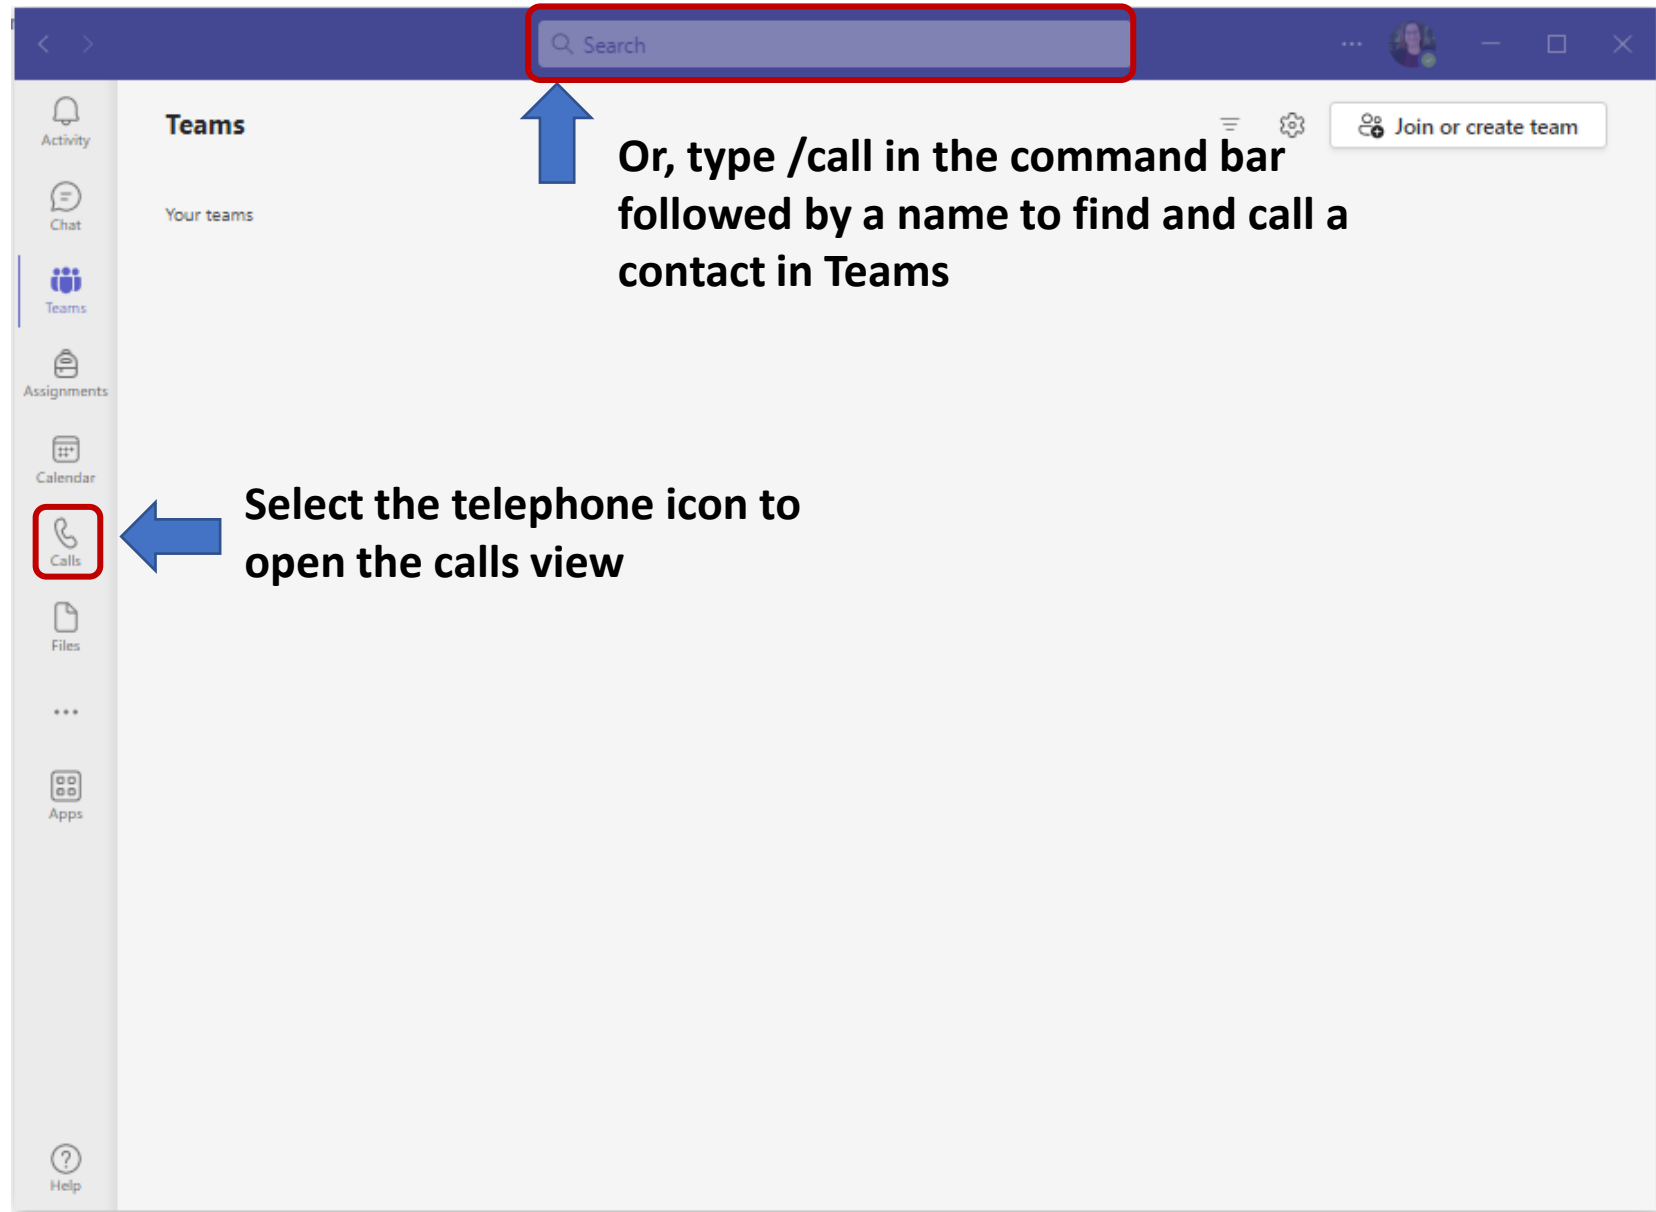 Search
Activity
Teams
Join or create team
Or, type /call in the command bar
followed by a name to find and call a
contact in Teams
Chat
Your teams
Teams
Assignments
Calendar
Select the telephone icon to
open the calls view
Calls
Files
Apps
Help